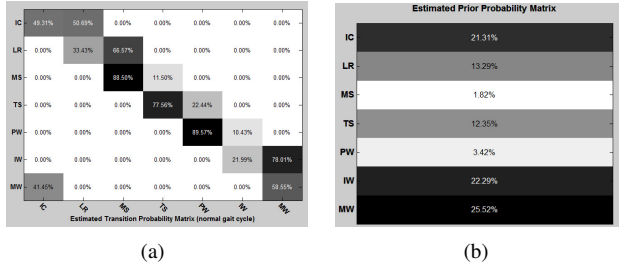 IC 49.31% 50.69% 0.00% 0.00% 0.00% 0.00% 0.00%
LR 0.00% 33.43% 66.57% 0.00% 0.00% 0.00% 0.00%
MS 0.00% 0.00% 88.50% 11.50% 0.00% 0.00% 0.00%
TS 0.00% 0.00% 0.00% 77.56% 22.44% 0.00% 0.00%
PW 0.00% 0.00% 0.00% 0.00% 89.57% 10.43% 0.00%
IW 0.00% 0.00% 0.00% 0.00% 0.00% 21.99% 78.01%
MW 41.45% 0.00% 0.00% 0.00% 0.00% 0.00% 58.55%
IC LR MS TS PW IW MW
Estimated Transition Probability Matrix (normal gait cycle)
(a)
Estimated Prior Probability Matrix
IC 21.31%
LR 13.29%
MS 1.82%
TS 12.35%
PW 3.42%
IW 22.29%
MW 25.52%
(b)